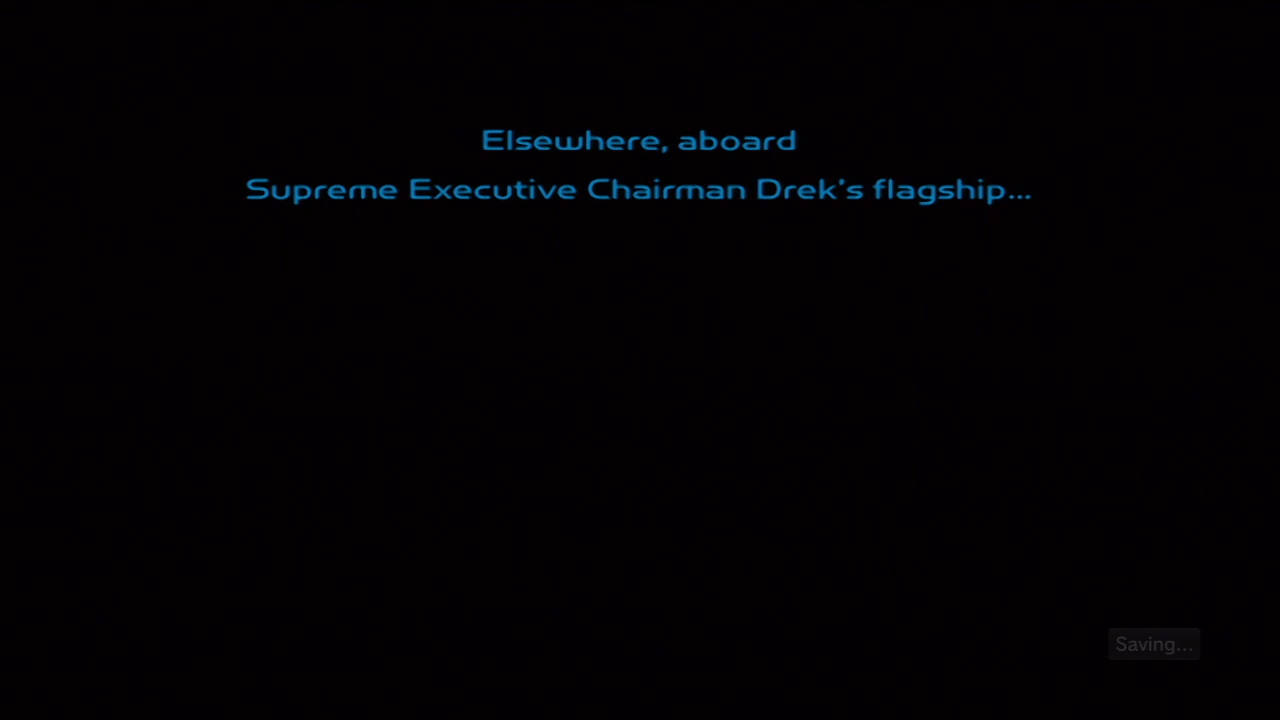 Elsewhere, aboard
Supreme Executive Chairman Drek's flagship...
Saving...